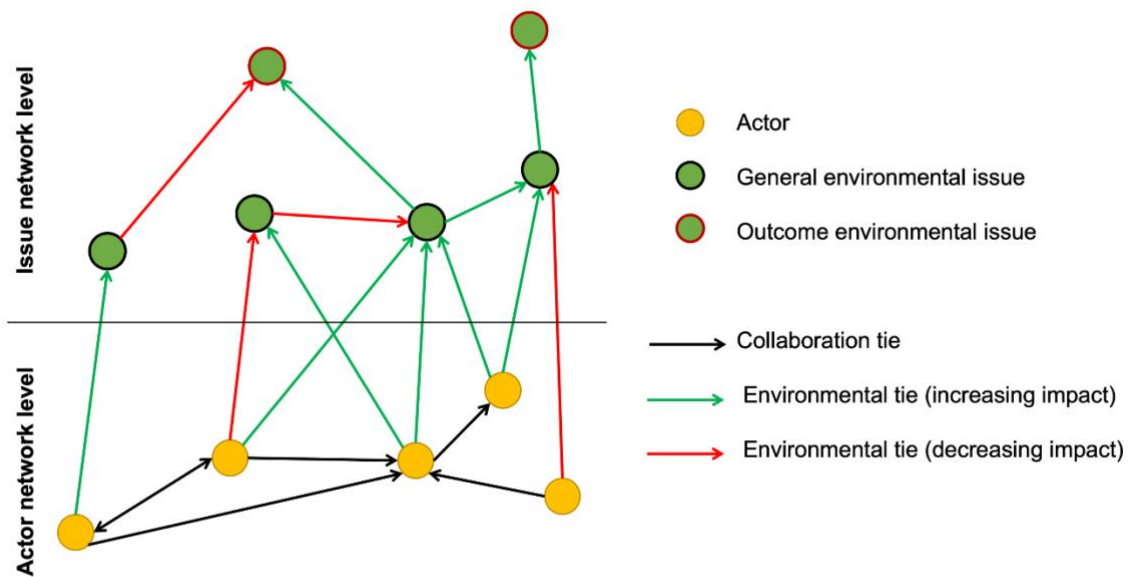 Issue network level
Actor network level
Actor
General environmental issue
Outcome environmental issue
Collaboration tie
Environmental tie (increasing impact)
Environmental tie (decreasing impact)